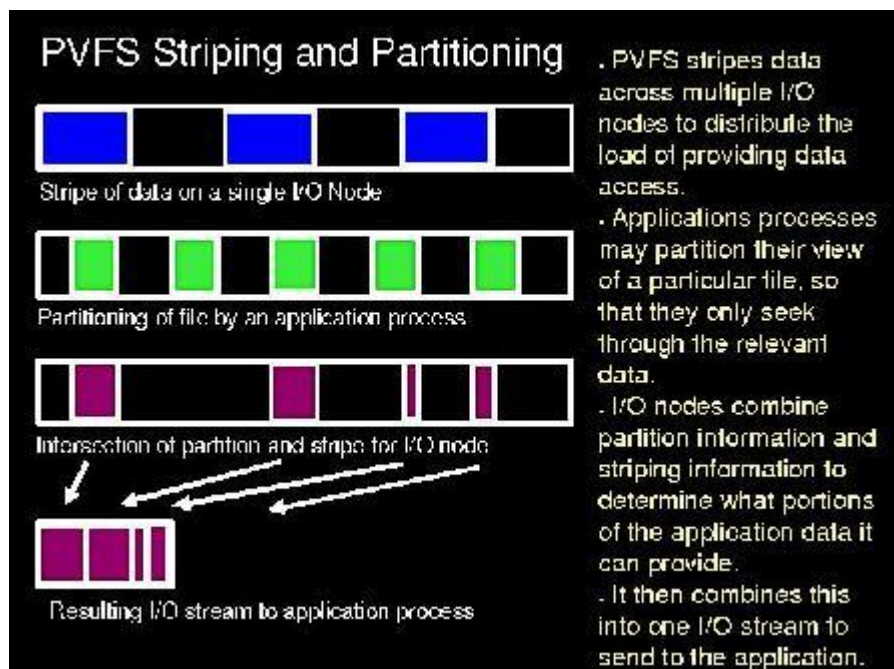 PVFS Striping and Partitioning
Stripe of data on a single I/O Node
Partitioning of file by an application process
Intersection of partition and stripe for I/O node
Resulting I/O stream to application process
. PVFS stripes data
across multiple I/O
nodes to distribute the
load of providing data
access.
. Applications processes
may partition their view
of a particular file, so
that they only seek
through the relevant
data.
. I/O nodes combine
partition information and
striping information to
determine what portions
of the application data it
can provide.
. It then combines this
into one I/O stream to
send to the application.